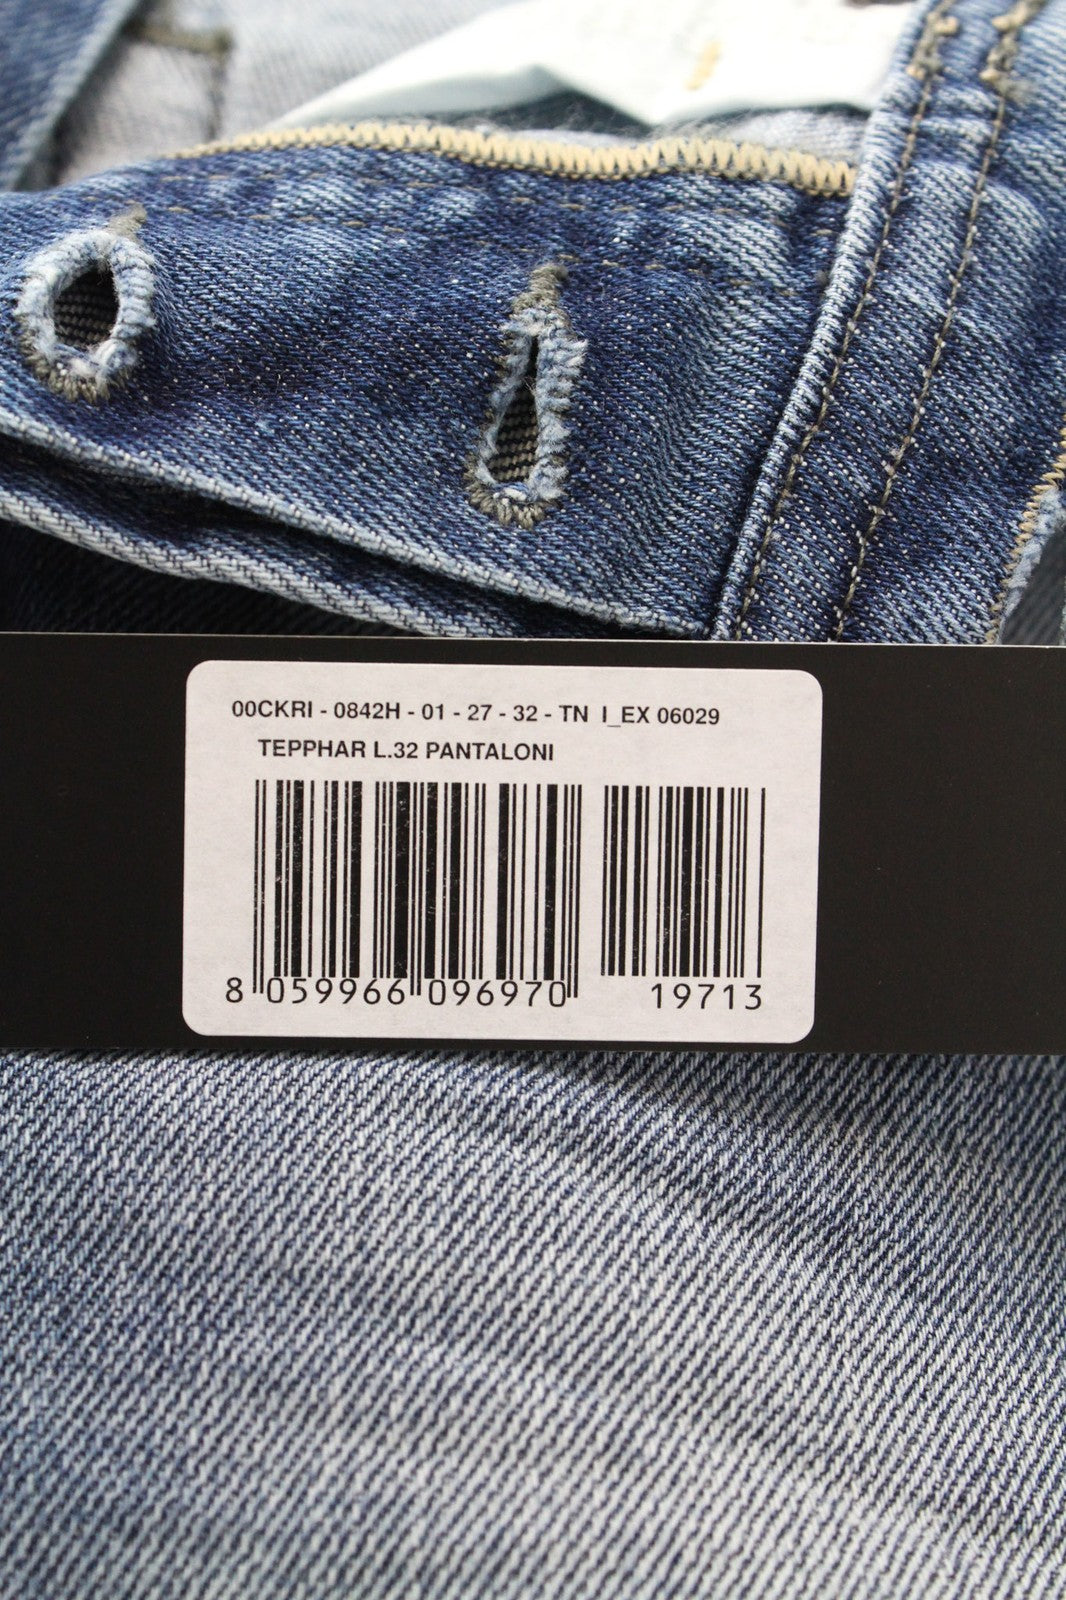 00CKRI - 0842H - 01 - 27 - 32 - TN I_EX 06029
TEPPHAR L.32 PANTALONI
8 059966 096970 19713